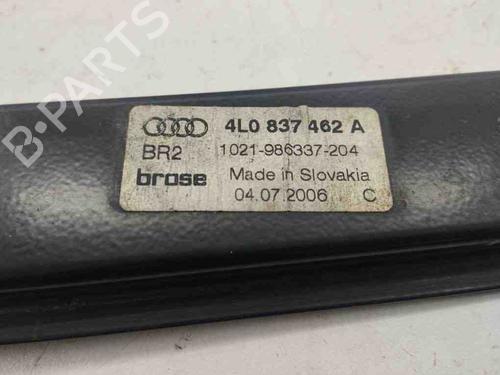 B-PARTS
4L0 837 462 A
BR2 1021-986337-204
brose Made in Slovakia
04.07.2006 C